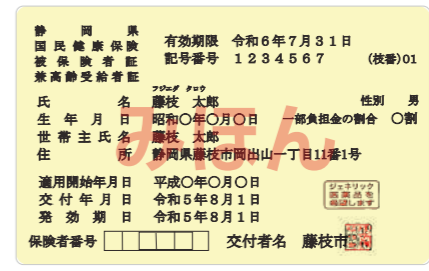 静岡県
国民健康保険 有効期限 令和6年7月31日
被保険者証 記号番号 1234567 (枝番)01
兼高齢受給者証
フジエダ タロウ
氏名 藤枝 太郎 性別 男
生年月日 昭和〇年〇月〇日 一部負担金の割合 〇割
世帯主氏名 藤枝 太郎
住所 静岡県藤枝市岡出山一丁目11番1号
みほん
適用開始年月日 平成〇年〇月〇日
ジェネリック
医薬品を
希望します
交付年月日 令和5年8月1日
発効期日 令和5年8月1日
保険者番号 交付者名 藤枝市